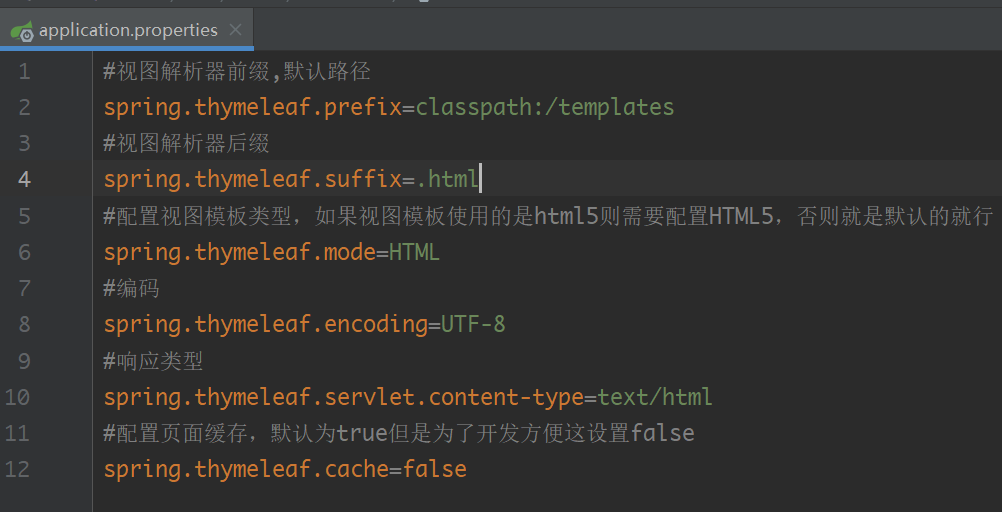 application.properties
1 #视图解析器前缀,默认路径
2 spring.thymeleaf.prefix=classpath:/templates
3 #视图解析器后缀
4 spring.thymeleaf.suffix=.html
5 #配置视图模板类型，如果视图模板使用的是html5则需要配置HTML5，否则就是默认的就行
6 spring.thymeleaf.mode=HTML
7 #编码
8 spring.thymeleaf.encoding=UTF-8
9 #响应类型
10 spring.thymeleaf.servlet.content-type=text/html
11 #配置页面缓存，默认为true但是为了开发方便这设置false
12 spring.thymeleaf.cache=false